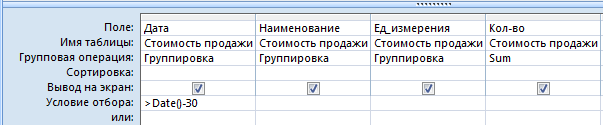 Поле: Дата Наименование Ед_измерения Кол-во
Имя таблицы: Стоимость продажи Стоимость продажи Стоимость продажи Стоимость продажи
Групповая операция: Группировка Группировка Группировка Sum
Сортировка:
Вывод на экран:
Условие отбора: >Date()-30
или: